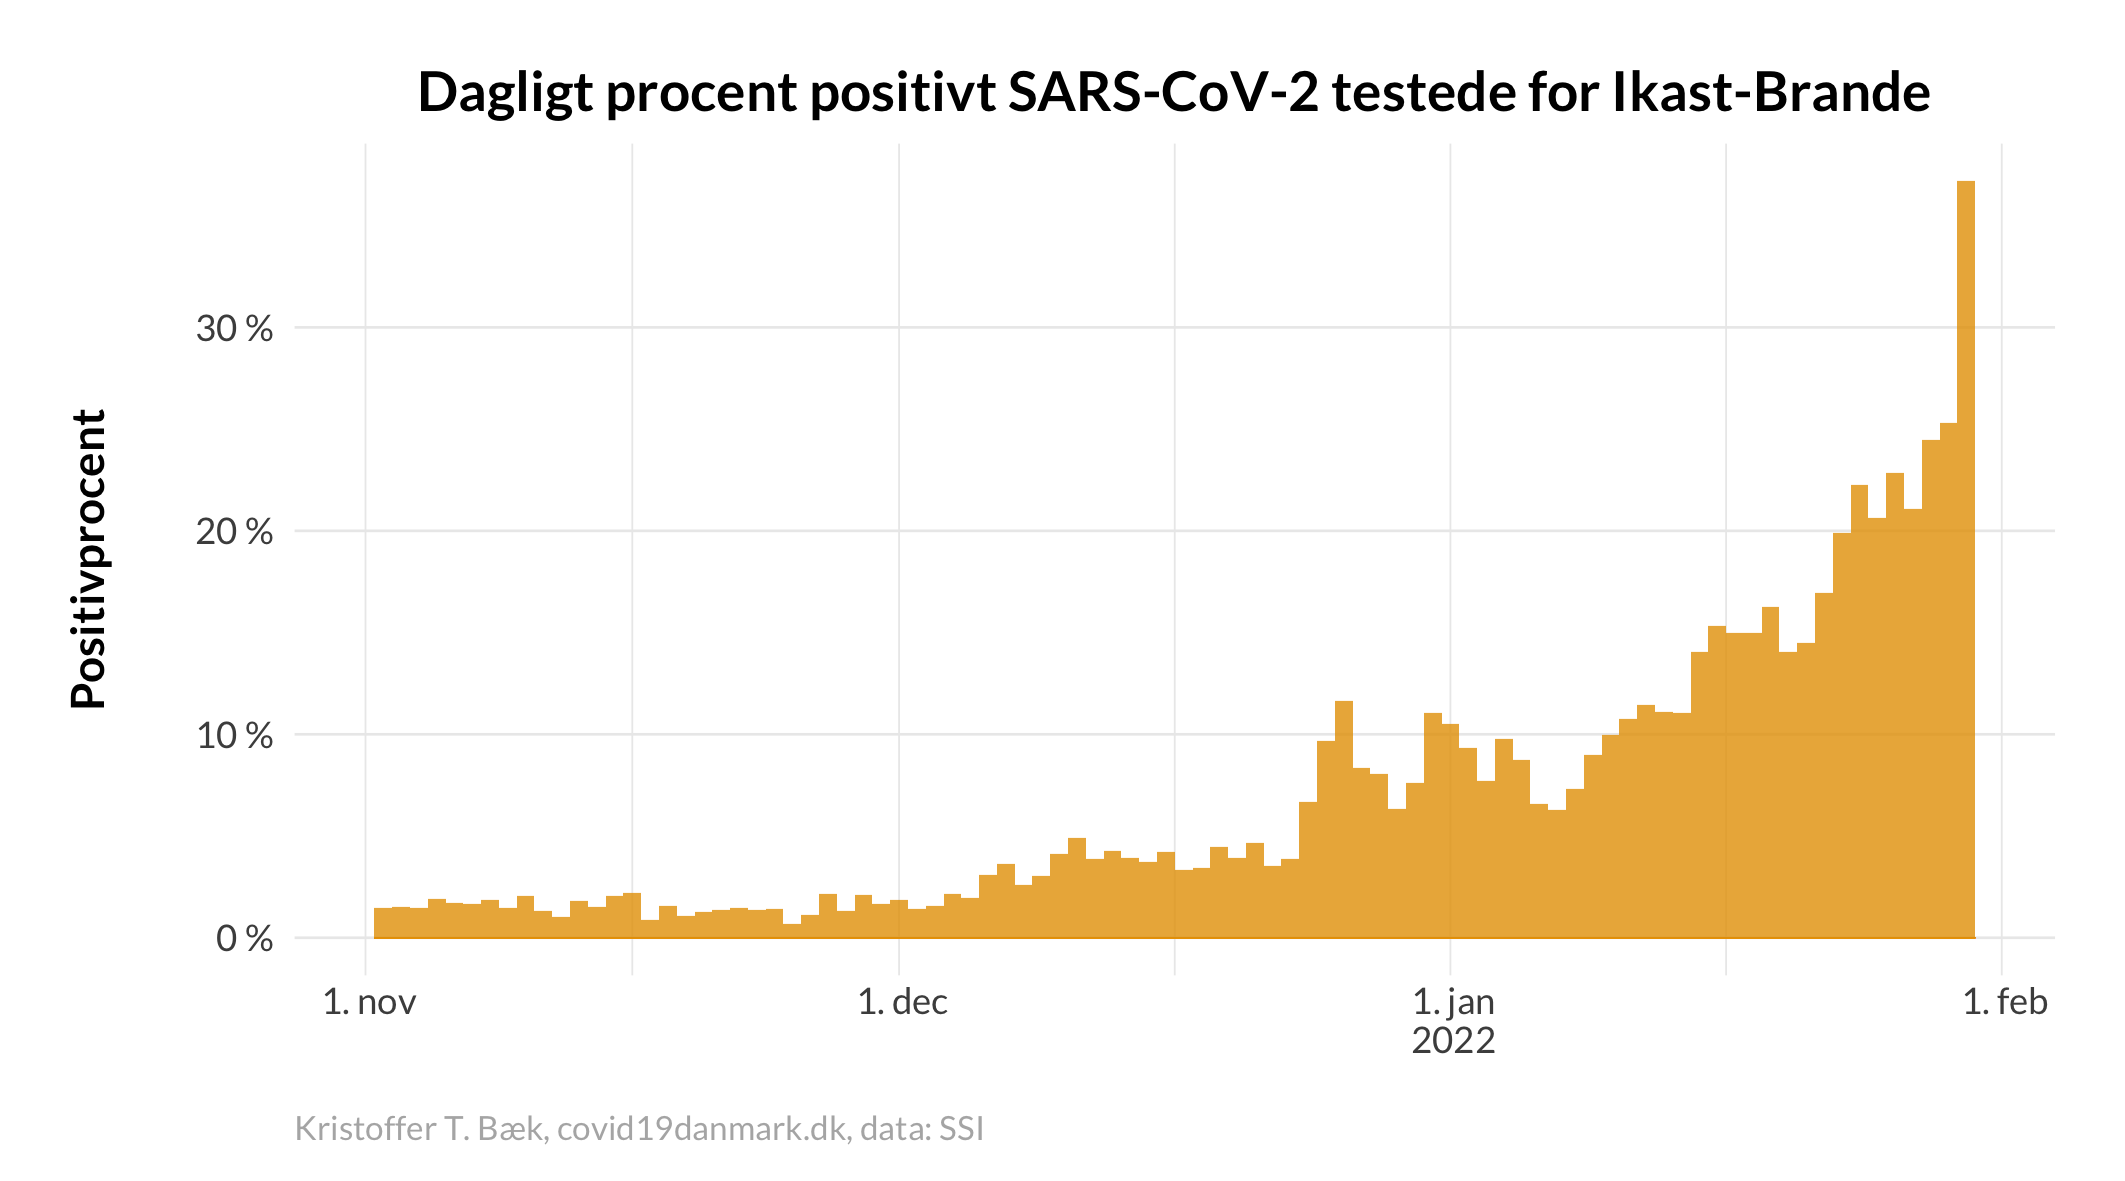 Dagligt procent positivt SARS-CoV-2 testede for Ikast-Brande
Positivprocent
30 %
20 %
10 %
0 %
1. nov
1. dec
1. jan
2022
1. feb
Kristoffer T. Bæk, covid19danmark.dk, data: SSI